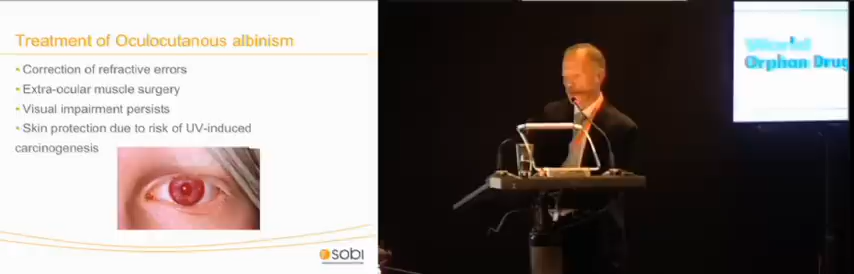 Treatment of Oculocutanous albinism
• Correction of refractive errors
• Extra-ocular muscle surgery
• Visual impairment persists
• Skin protection due to risk of UV-induced
carcinogenesis
sobi
World
Orphan Drug